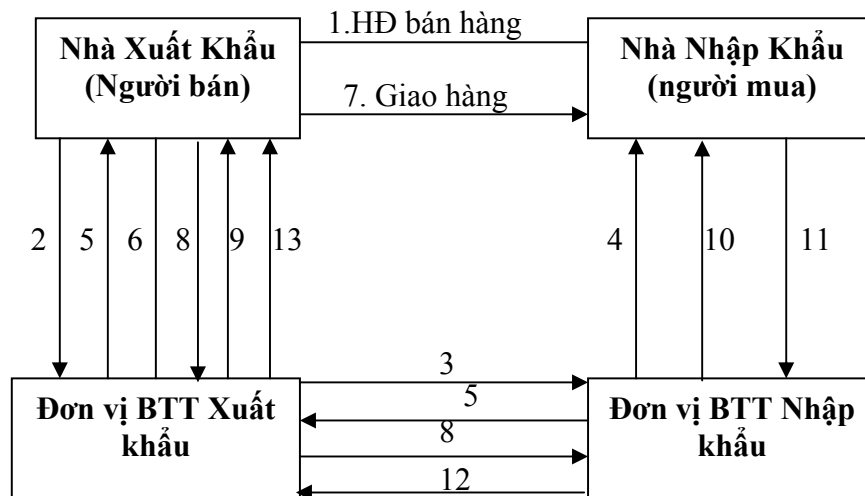 1.HĐ bán hàng
Nhà Xuất Khẩu
(Người bán)
Nhà Nhập Khẩu
(người mua)
7. Giao hàng
2
5
6
8
9
13
4
10
11
3
5
8
12
Đơn vị BTT Xuất
khẩu
Đơn vị BTT Nhập
khẩu